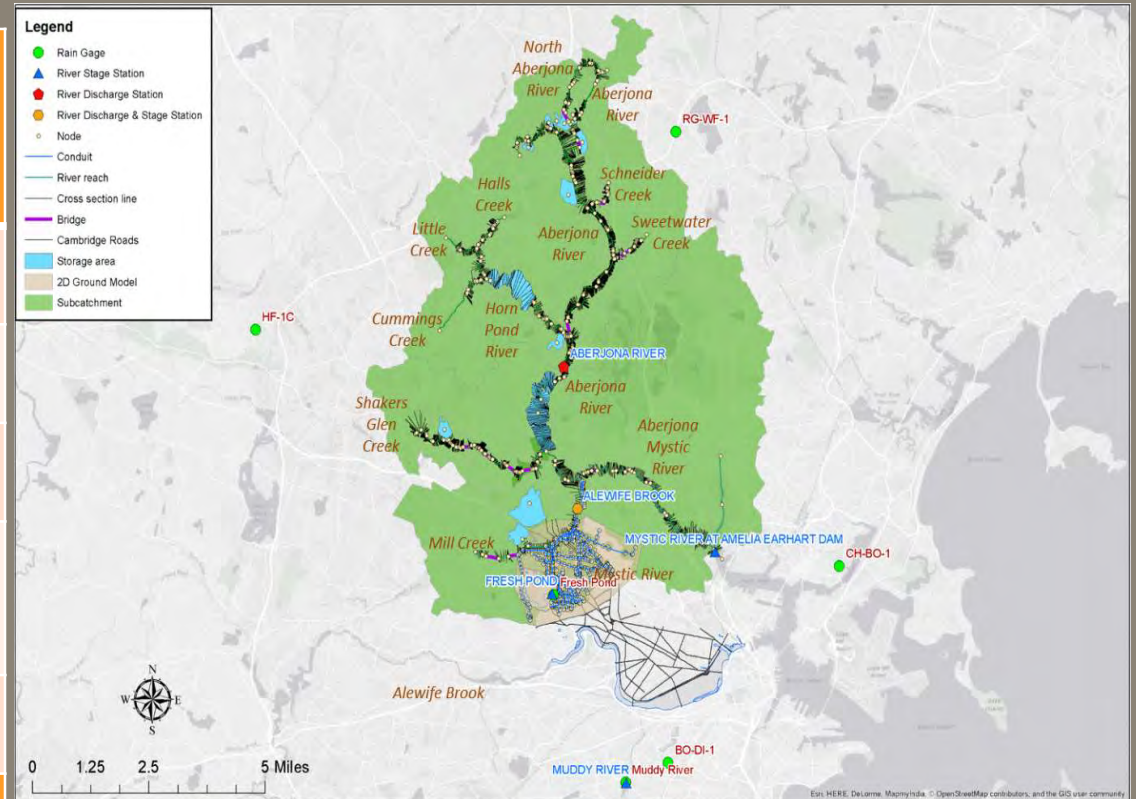 Legend
Rain Gage
River Stage Station
River Discharge Station
River Discharge & Stage Station
Node
Conduit
River reach
Cross section line
Bridge
Cambridge Roads
Storage area
2D Ground Model
Subcatchment
North
Aberjona
River
Aberjona
River
RG-WF-1
Halls
Creek
Schneider
Creek
Little
Creek
Aberjona
River
Sweetwater
Creek
HF-1C
Cummings
Creek
Horn
Pond
River
ABERJONA RIVER
Aberjona
River
Shakers
Glen
Creek
Aberjona
Mystic
River
ALEWIFE BROOK
Mill Creek
MYSTIC RIVER AT AMELIA EARHART DAM
CH-BO-1
FRESH POND
Fresh Pond
Mystic River
Alewife Brook
N
W
E
S
BO-DI-1
MUDDY RIVER
Muddy River
0 1.25 2.5 5 Miles
Esri, HERE, DeLorme, MapmyIndia, © OpenStreetMap contributors, and the GIS user community